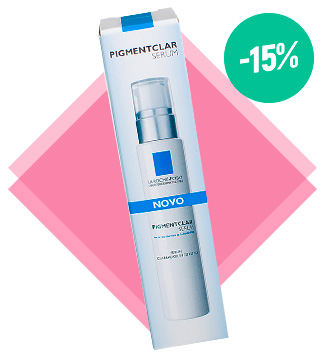 PIGMENTCLAR
SERUM
-15%
LA ROCHE-POSAY
NOVO
PIGMENTCLAR
SERUM